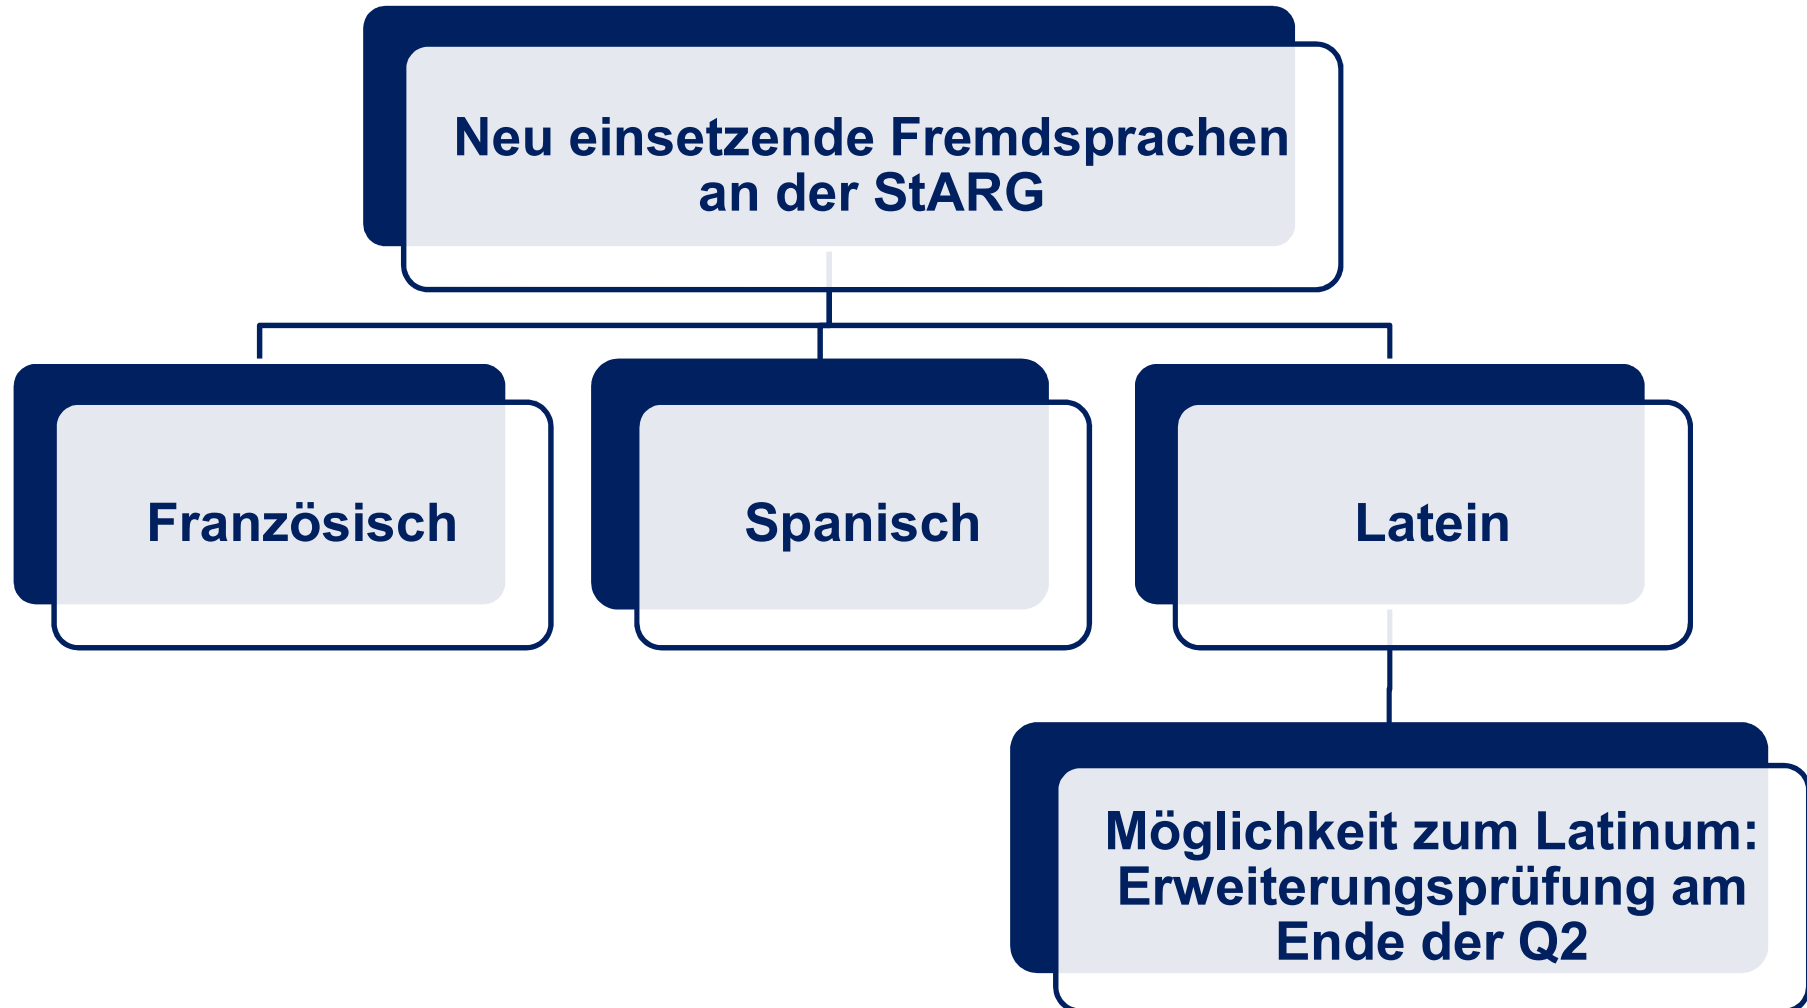 Neu einsetzende Fremdsprachen
an der StARG
Französisch
Spanisch
Latein
Möglichkeit zum Latinum:
Erweiterungsprüfung am
Ende der Q2